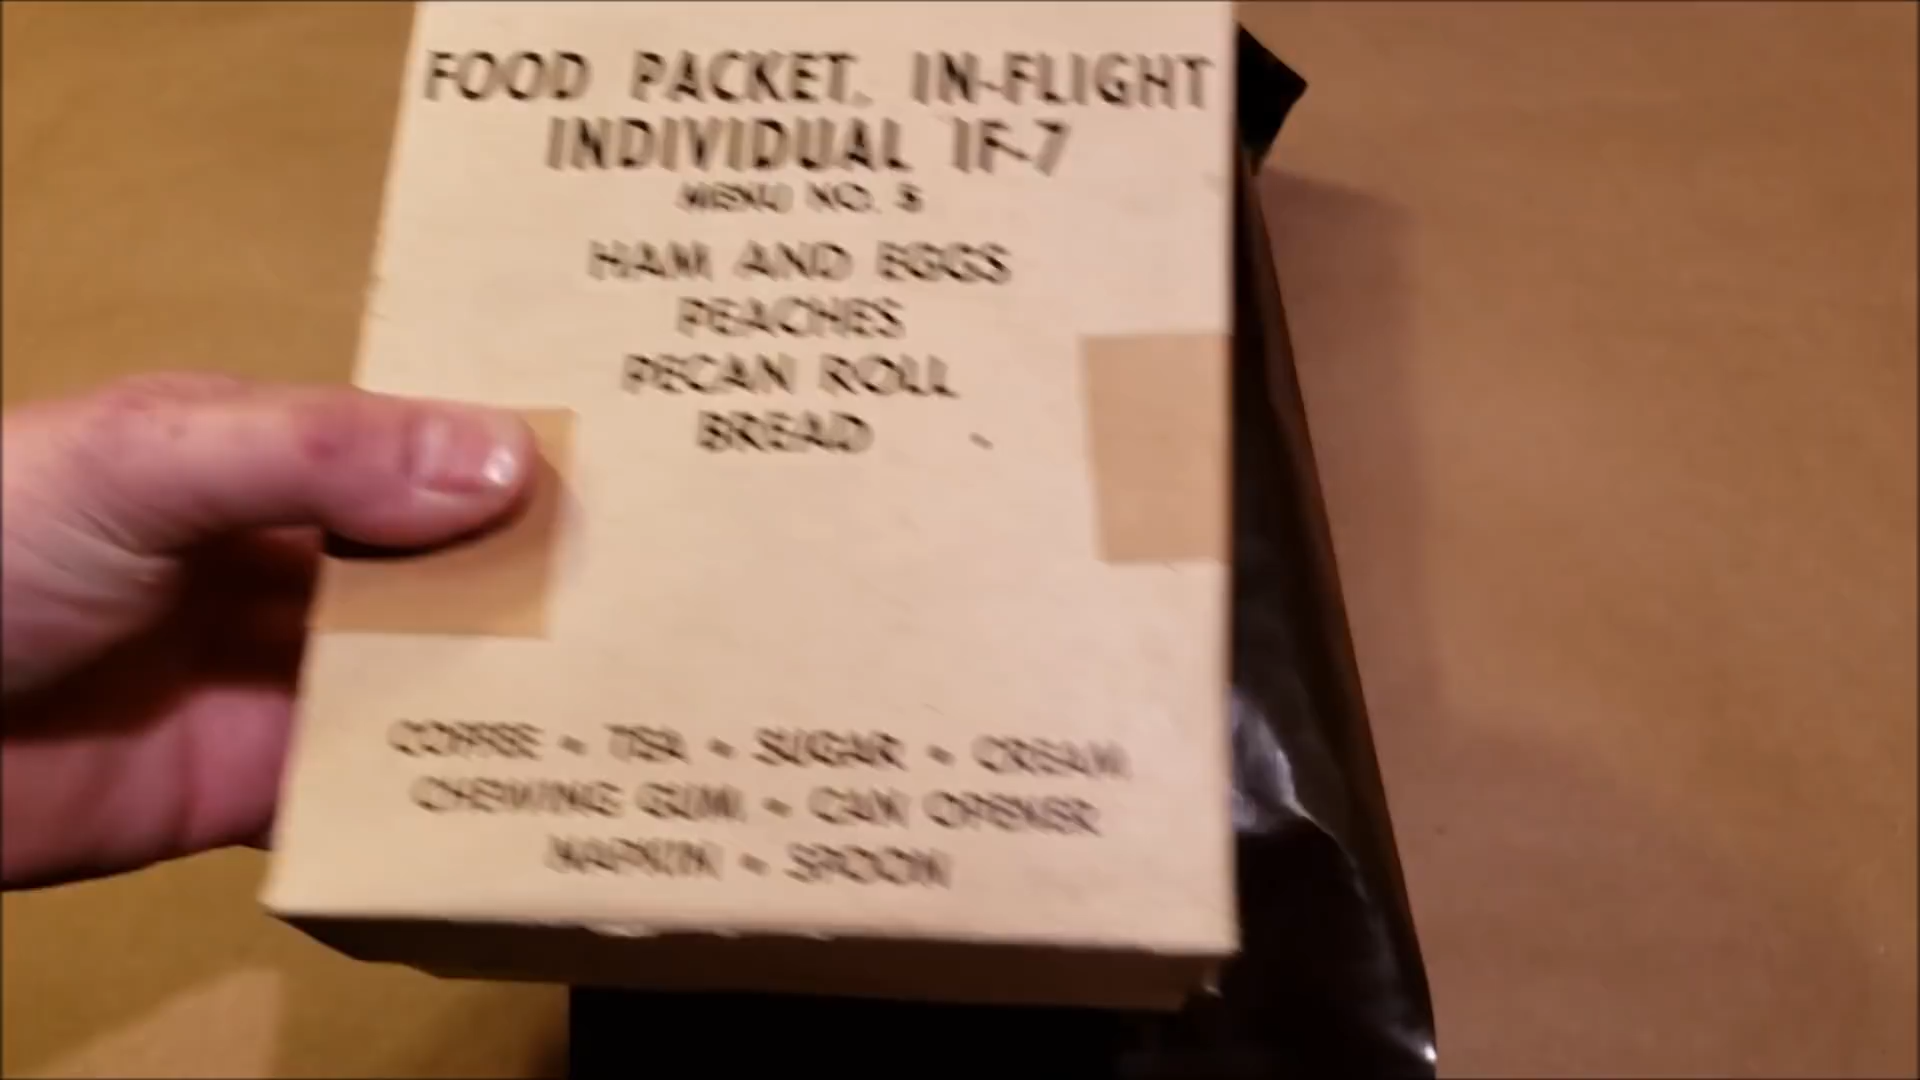 FOOD PACKET, IN-FLIGHT
INDIVIDUAL IF-7
MENU NO. 5
HAM AND EGGS
PEACHES
PECAN ROLL
BREAD
COFFEE - TEA - SUGAR - CREAM
CHEWING GUM - CAN OPENER
NAPKIN - SPOON